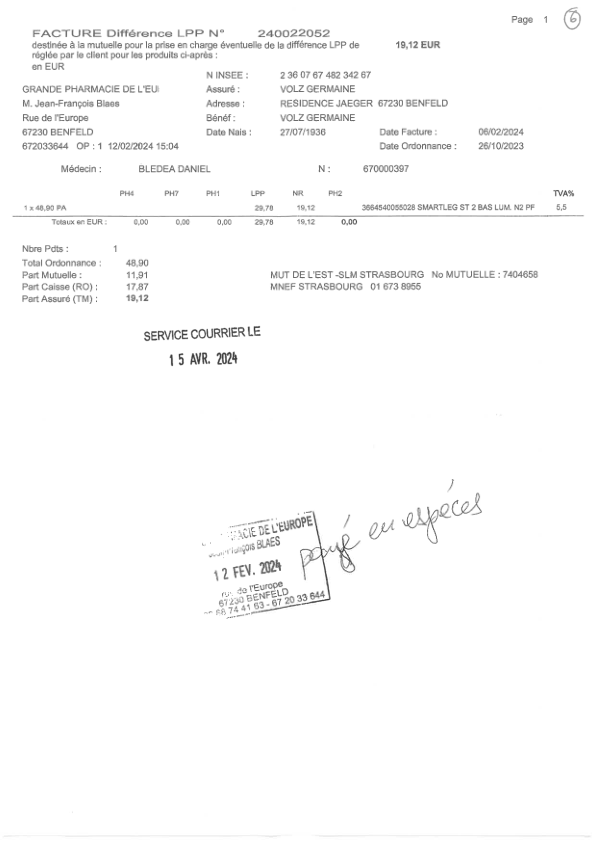 Page 1 6
FACTURE Différence LPP N° 240022052
destinée à la mutuelle pour la prise en charge éventuelle de la différence LPP de 19,12 EUR
réglée par le client pour les produits ci-après :
en EUR
N INSEE : 2 36 07 67 482 342 67
GRANDE PHARMACIE DE L'EU Assuré : VOLZ GERMAINE
M. Jean-François Blaes Adresse : RESIDENCE JAEGER 67230 BENFELD
Rue de l'Europe Bénéf : VOLZ GERMAINE
67230 BENFELD Date Nais : 27/07/1936 Date Facture : 06/02/2024
672033644 OP : 1 12/02/2024 15:04 Date Ordonnance : 26/10/2023
Médecin : BLEDEA DANIEL N : 670000397
PH4 PH7 PH1 LPP NR PH2 TVA%
1 x 48,90 PA 29,78 19,12 3664540055028 SMARTLEG ST 2 BAS LUM. N2 PF 5,5
Totaux en EUR : 0,00 0,00 0,00 29,78 19,12 0,00
Nbre Pdts : 1
Total Ordonnance : 48,90
Part Mutuelle : 11,91 MUT DE L'EST -SLM STRASBOURG No MUTUELLE : 7404658
Part Caisse (RO) : 17,87 MNEF STRASBOURG 01 673 8955
Part Assuré (TM) : 19,12
SERVICE COURRIER LE
15 AVR. 2024
payé en espéces
ACIE DE L'EUROPE
François BLAES
12 FEV. 2024
rue de l'Europe
67230 BENFELD
88 74 41 63 - 67 20 33 644